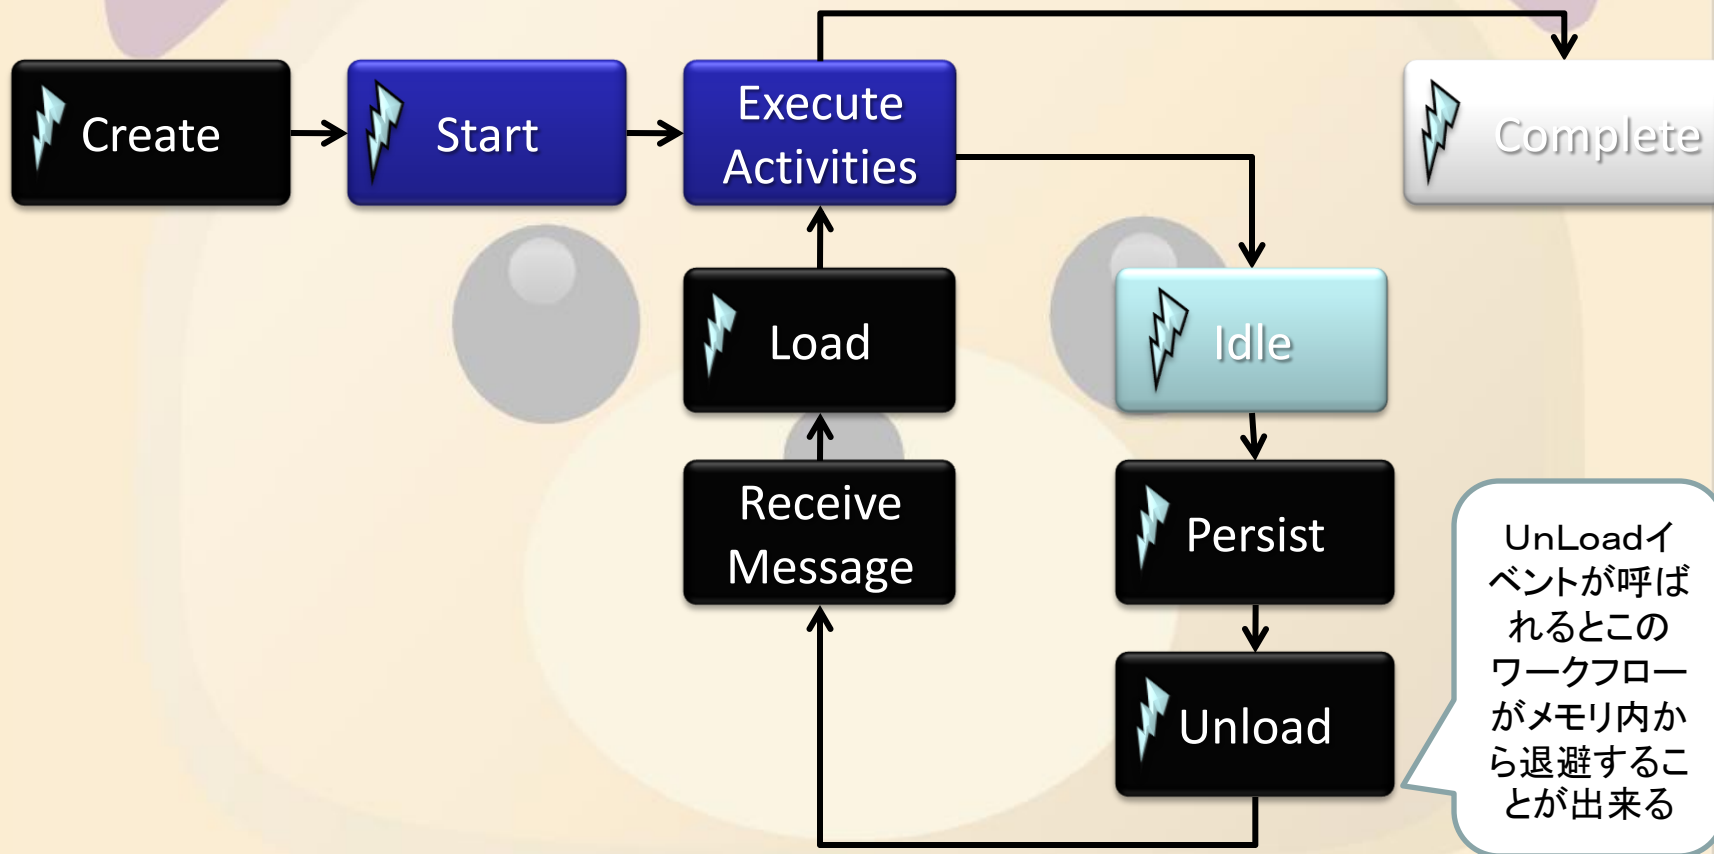 Create
Start
Execute
Activities
Complete
Load
Idle
Receive
Message
Persist
Unload
ＵｎＬｏａｄイ
ベントが呼ば
れるとこの
ワークフロー
がメモリ内か
ら退避するこ
とが出来る